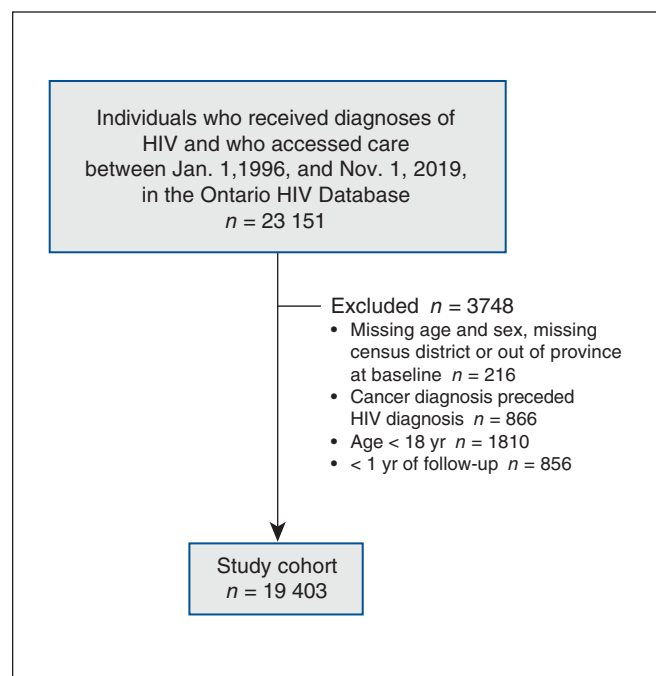 Individuals who received diagnoses of
HIV and who accessed care
between Jan. 1,1996, and Nov. 1, 2019,
in the Ontario HIV Database
n = 23 151
Excluded n = 3748
• Missing age and sex, missing
census district or out of province
at baseline n = 216
• Cancer diagnosis preceded
HIV diagnosis n = 866
• Age < 18 yr n = 1810
• < 1 yr of follow-up n = 856
Study cohort
n = 19 403